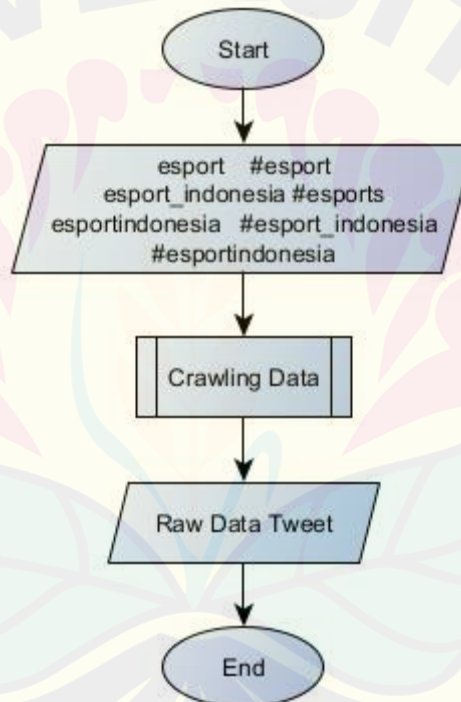 Start
esport #esport
esport_indonesia #esports
esportindonesia #esport_indonesia
#esportindonesia
Crawling Data
Raw Data Tweet
End